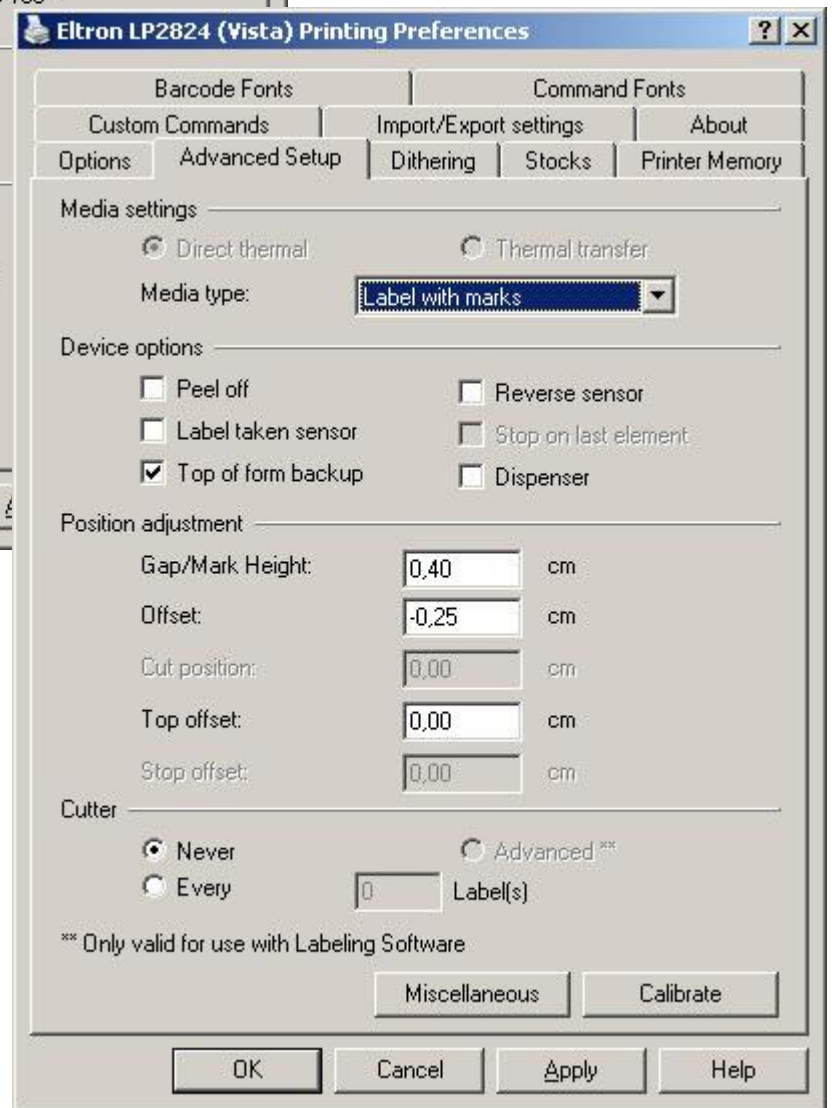 Eltron LP2824 (Vista) Printing Preferences
Barcode Fonts Command Fonts
Custom Commands Import/Export settings About
Options Advanced Setup Dithering Stocks Printer Memory
Media settings
Direct thermal Thermal transfer
Media type: Label with marks
Device options
Peel off Reverse sensor
Label taken sensor Stop on last element
Top of form backup Dispenser
Position adjustment
Gap/Mark Height: 0,40 cm
Offset: -0,25 cm
Cut position: 0,00 cm
Top offset: 0,00 cm
Stop offset: 0,00 cm
Cutter
Never Advanced **
Every 0 Label(s)
** Only valid for use with Labeling Software
Miscellaneous Calibrate
OK Cancel Apply Help